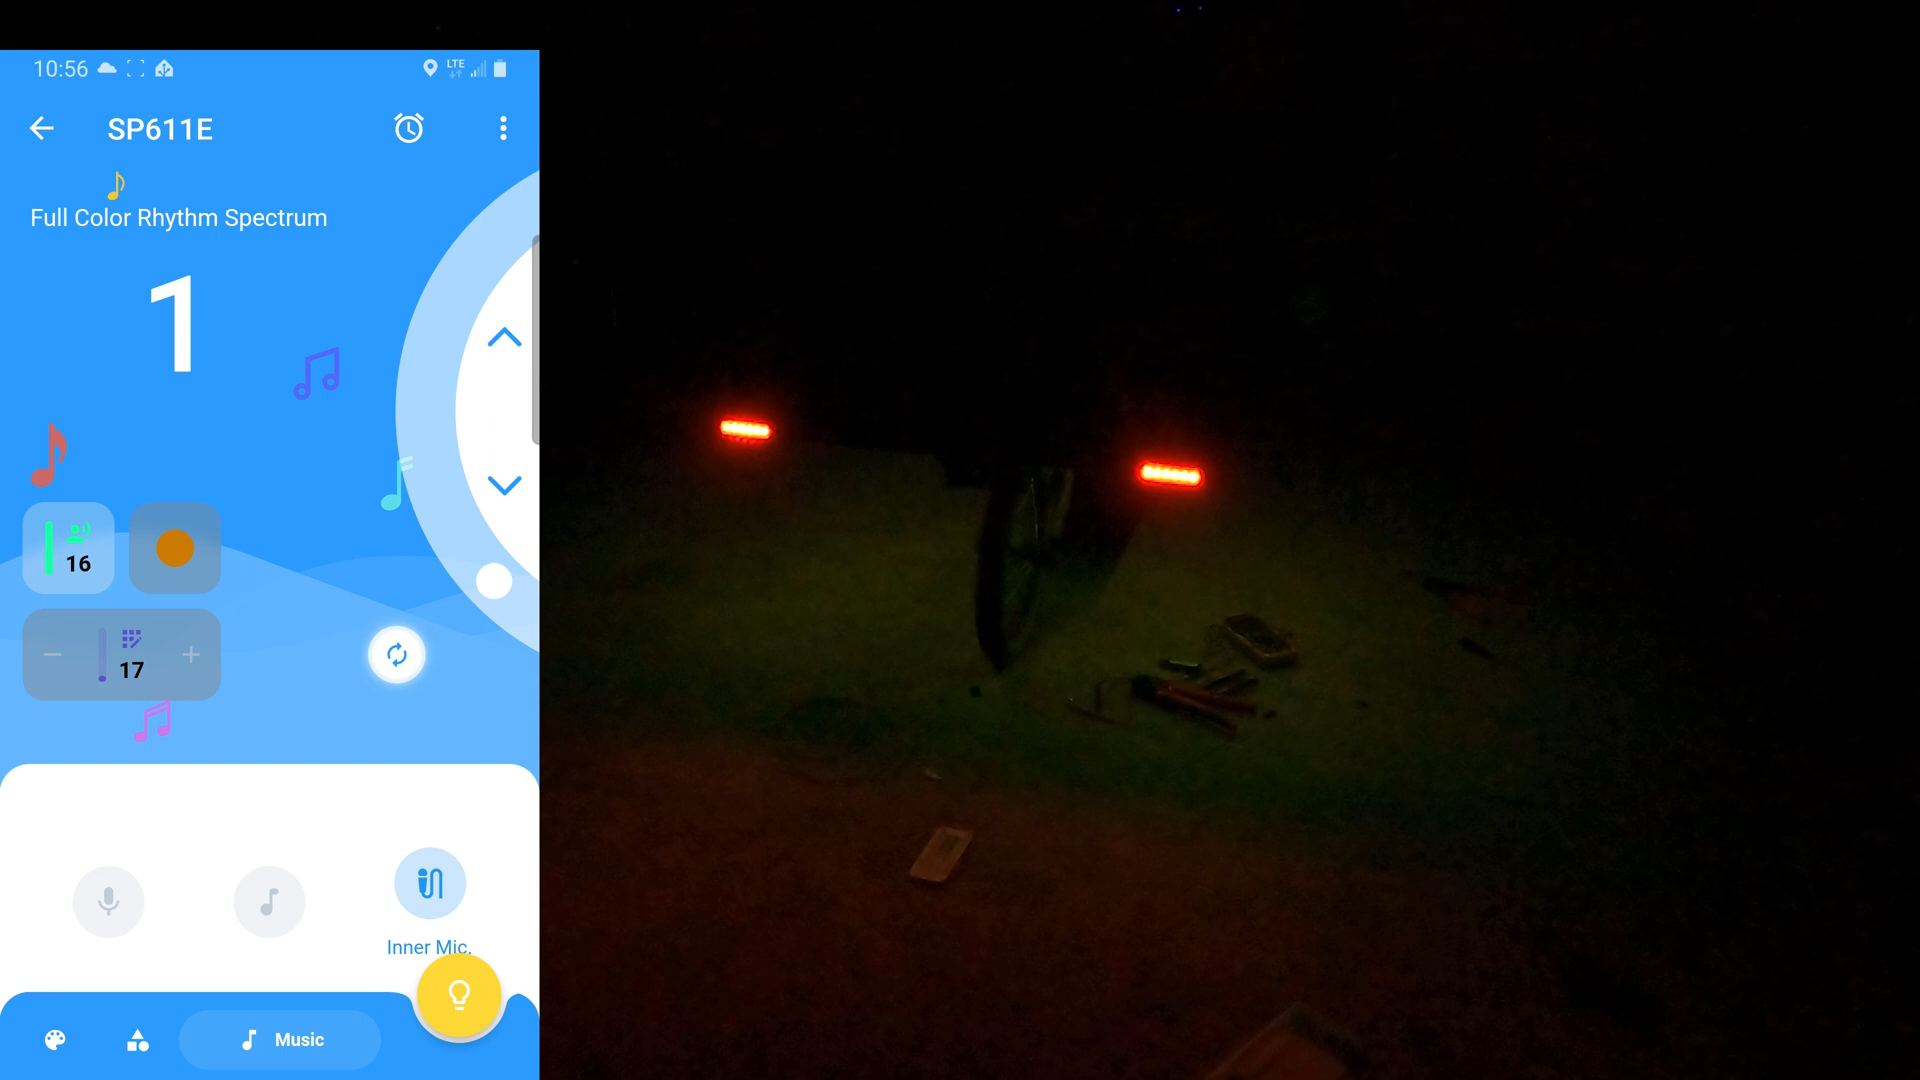 10:56
LTE
SP611E
Full Color Rhythm Spectrum
1
16
17
Inner Mic.
Music